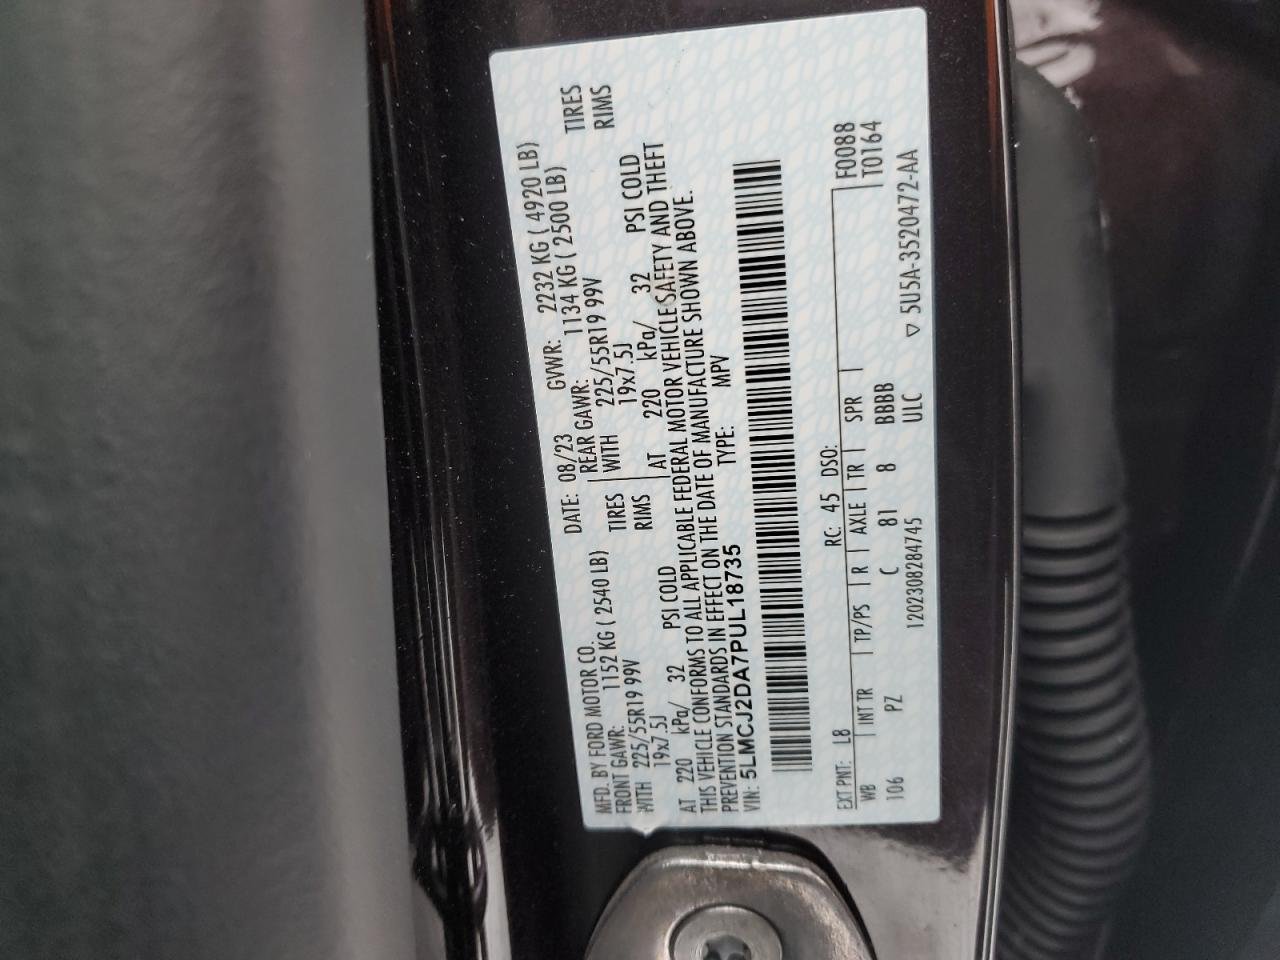 MFD. BY FORD MOTOR CO. DATE: 08/23 GVWR: 2232 KG ( 4920 LB)
FRONT GAWR: 1152 KG ( 2540 LB) REAR GAWR: 1134 KG ( 2500 LB)
WITH 225/55R19 99V TIRES WITH 225/55R19 99V TIRES
19x7.5J RIMS 19x7.5J RIMS
AT 220 kPa/ 32 PSI COLD AT 220 kPa/ 32 PSI COLD
THIS VEHICLE CONFORMS TO ALL APPLICABLE FEDERAL MOTOR VEHICLE SAFETY AND THEFT
PREVENTION STANDARDS IN EFFECT ON THE DATE OF MANUFACTURE SHOWN ABOVE.
VIN: 5LMCJ2DA7PUL18735 TYPE: MPV
EXT PNT: L8 RC: 45 DSO: F0088
WB INT TR TP/PS R AXLE TR SPR T0164
106 PZ C 81 8 BBBB
1202308284745 ULC ▽ 5U5A-3520472-AA